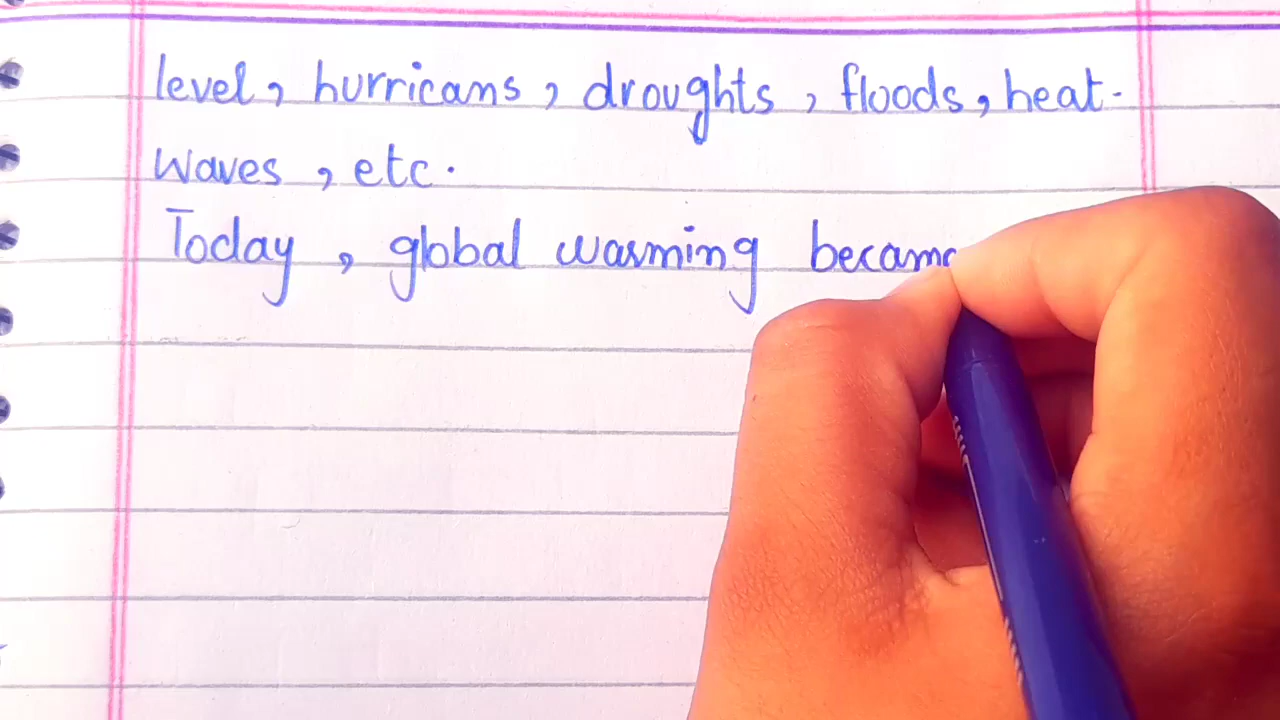 level, hurricans, droughts, floods, heat-
waves, etc.
Today, global warming became